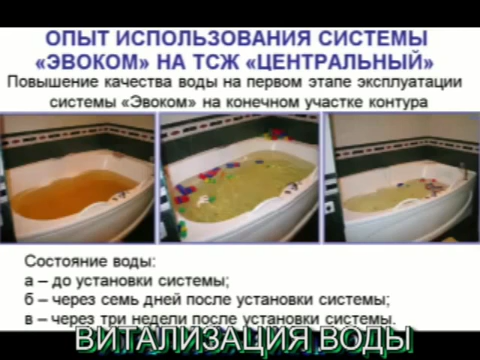 ОПЫТ ИСПОЛЬЗОВАНИЯ СИСТЕМЫ
«ЭВОКОМ» НА ТСЖ «ЦЕНТРАЛЬНЫЙ»
Повышение качества воды на первом этапе эксплуатации
системы «Эвоком» на конечном участке контура
Состояние воды:
а – до установки системы;
б – через семь дней после установки системы;
в – через три недели после установки системы.
ВИТАЛИЗАЦИЯ ВОДЫ